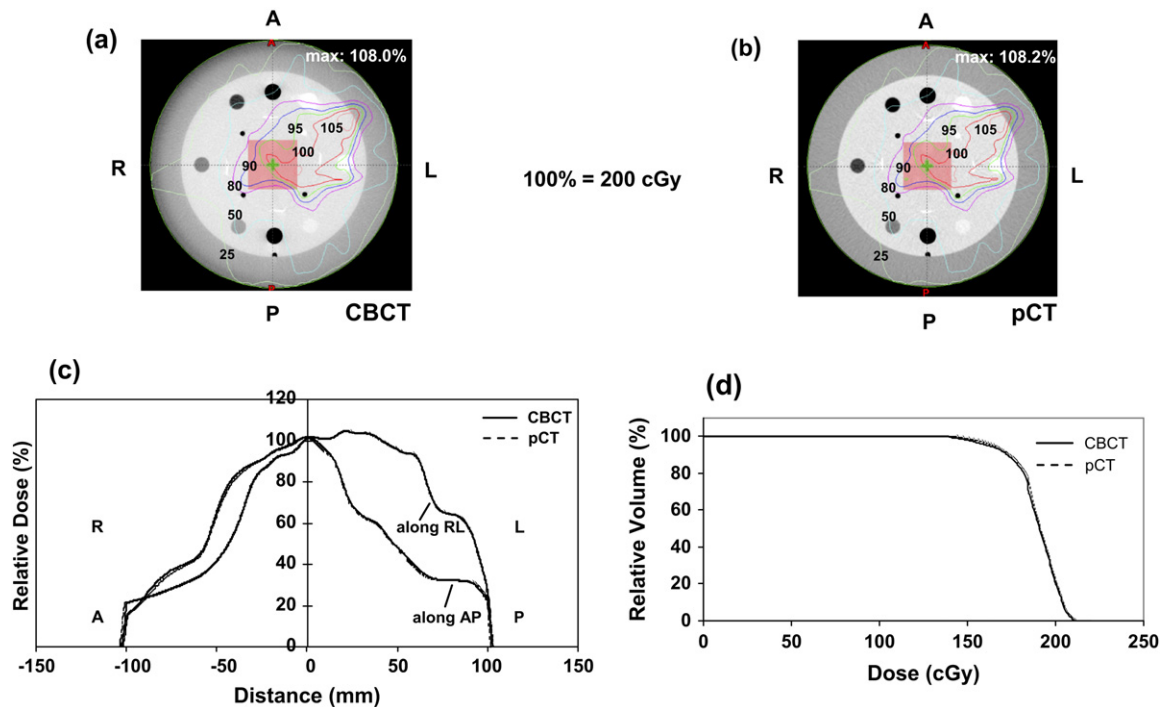 (a)
A
max: 108.0%
95
105
100
90
80
50
25
R
L
P
CBCT
100% = 200 cGy
(b)
A
max: 108.2%
95
105
100
90
80
50
25
R
L
P
P
pCT
(c)
120
100
80
60
40
20
0
Relative Dose (%)
CBCT
pCT
R
L
along RL
A
along AP
P
-150
-100
-50
0
50
100
150
Distance (mm)
(d)
100
80
60
40
20
0
Relative Volume (%)
CBCT
pCT
0
50
100
150
200
250
Dose (cGy)